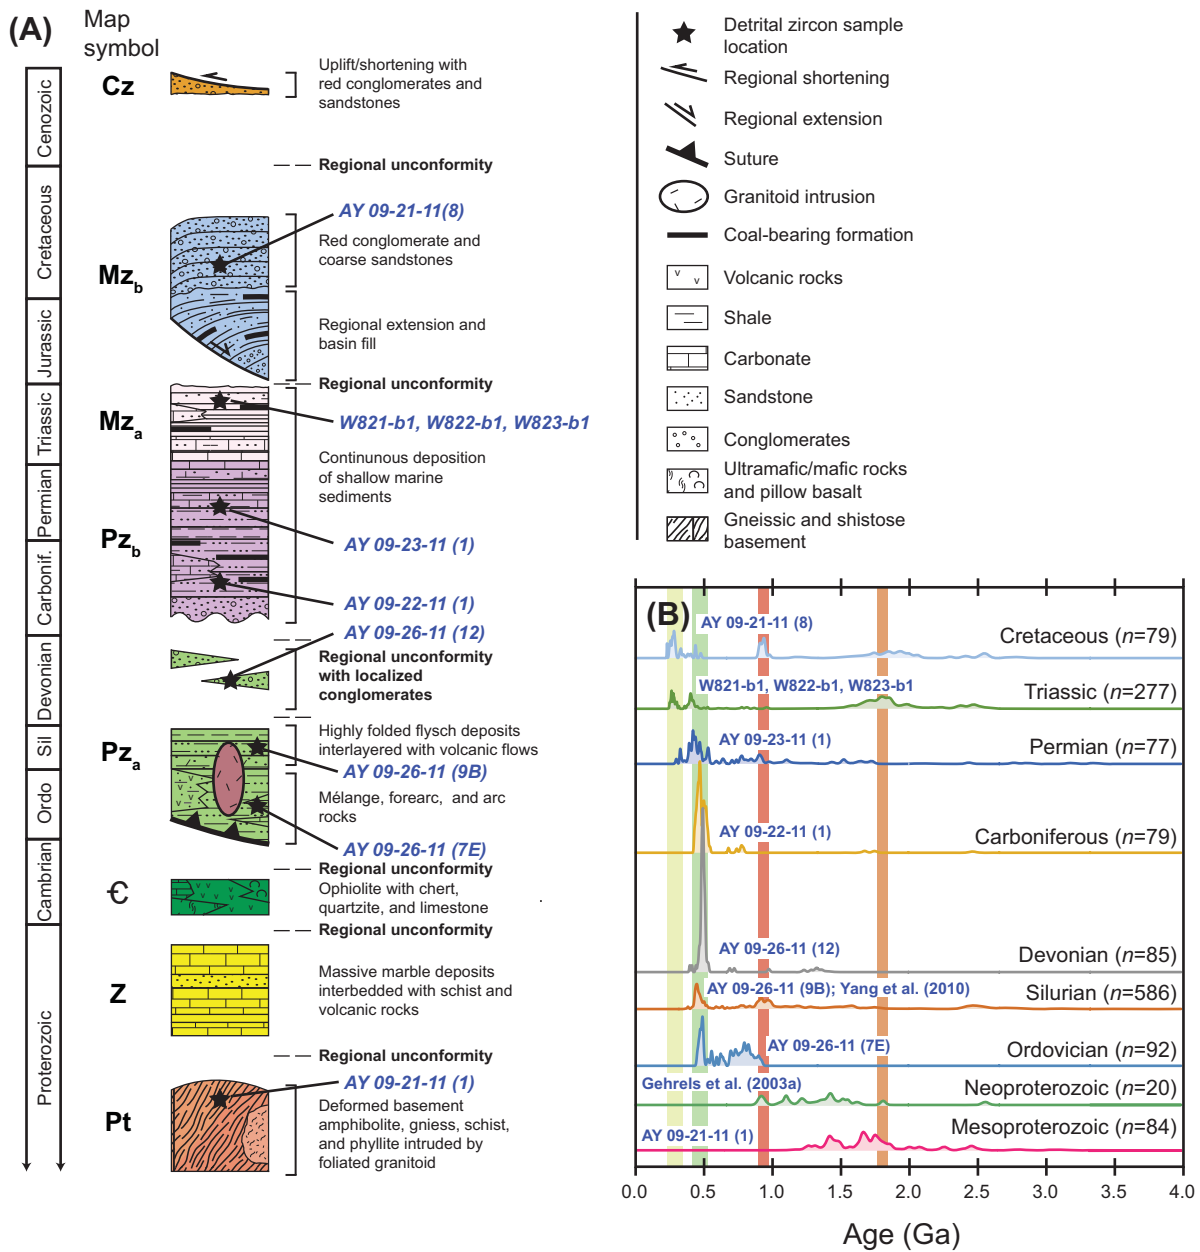 (A)
Map
symbol
Cenozoic
Cretaceous
Jurassic
Triassic
Permian
Carbonif.
Devonian
Sil
Ordo
Cambrian
Proterozoic
Cz
Mzb
Mza
Pzb
Pza
Є
Z
Pt
Uplift/shortening with
red conglomerates and
sandstones
Regional unconformity
AY 09-21-11(8)
Red conglomerate and
coarse sandstones
Regional extension and
basin fill
Regional unconformity
W821-b1, W822-b1, W823-b1
Continunous deposition
of shallow marine
sediments
AY 09-23-11 (1)
AY 09-22-11 (1)
AY 09-26-11 (12)
Regional unconformity
with localized
conglomerates
Highly folded flysch deposits
interlayered with volcanic flows
AY 09-26-11 (9B)
Mélange, forearc, and arc
rocks
AY 09-26-11 (7E)
Regional unconformity
Ophiolite with chert,
quartzite, and limestone
Regional unconformity
Massive marble deposits
interbedded with schist and
volcanic rocks
Regional unconformity
AY 09-21-11 (1)
Deformed basement
amphibolite, gniess, schist,
and phyllite intruded by
foliated granitoid
Detrital zircon sample
location
Regional shortening
Regional extension
Suture
Granitoid intrusion
Coal-bearing formation
Volcanic rocks
Shale
Carbonate
Sandstone
Conglomerates
Ultramafic/mafic rocks
and pillow basalt
Gneissic and shistose
basement
(B)
AY 09-21-11 (8)
Cretaceous (n=79)
W821-b1, W822-b1, W823-b1
Triassic (n=277)
AY 09-23-11 (1)
Permian (n=77)
AY 09-22-11 (1)
Carboniferous (n=79)
AY 09-26-11 (12)
Devonian (n=85)
AY 09-26-11 (9B); Yang et al. (2010)
Silurian (n=586)
AY 09-26-11 (7E)
Ordovician (n=92)
Gehrels et al. (2003a)
Neoproterozoic (n=20)
AY 09-21-11 (1)
Mesoproterozoic (n=84)
0.0 0.5 1.0 1.5 2.0 2.5 3.0 3.5 4.0
Age (Ga)